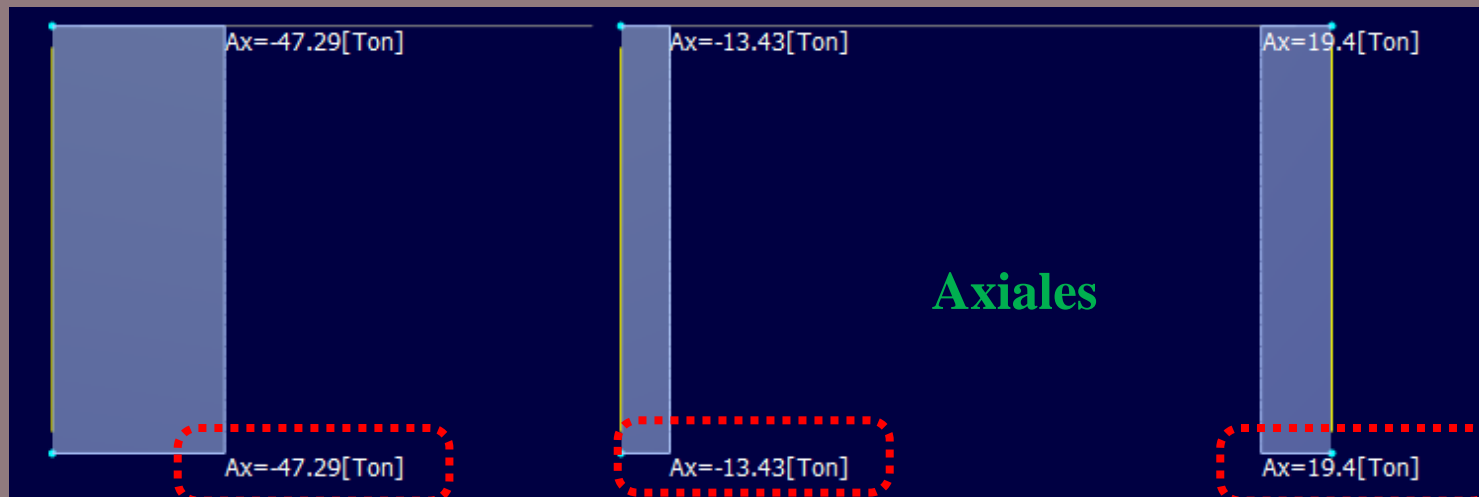 Ax=-47.29[Ton]
Ax=-13.43[Ton]
Ax=19.4[Ton]
Axiales
Ax=-47.29[Ton]
Ax=-13.43[Ton]
Ax=19.4[Ton]